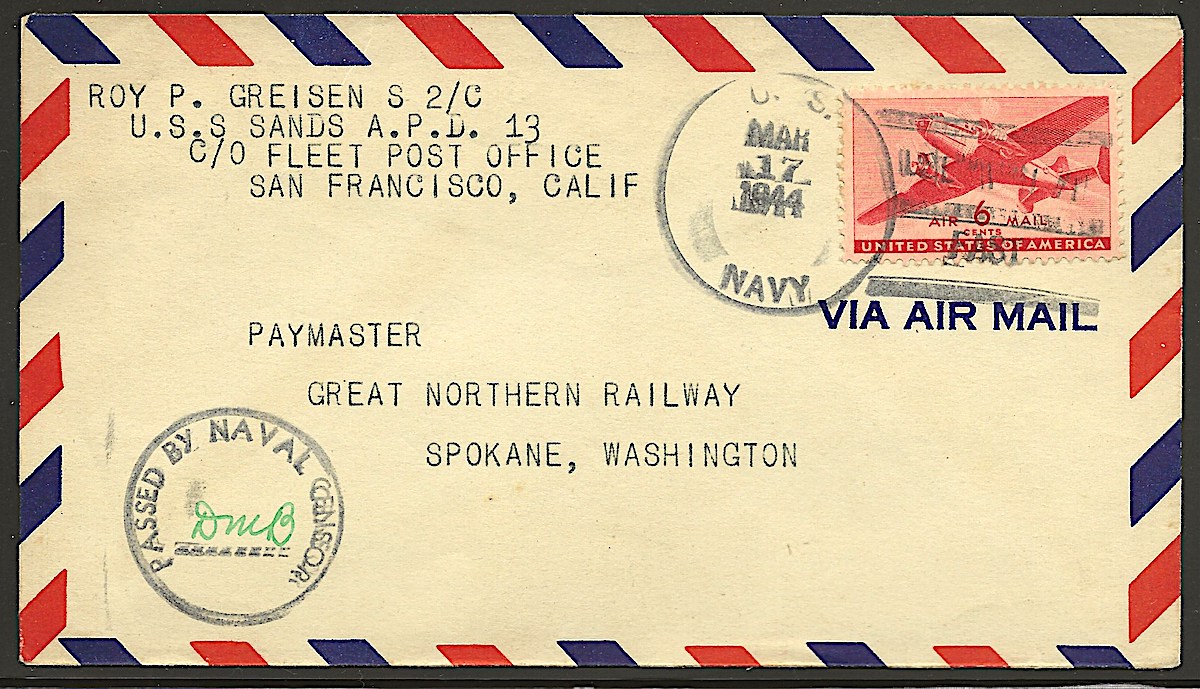 ROY P. GREISEN S 2/C
U.S.S SANDS A.P.D. 13
C/O FLEET POST OFFICE
SAN FRANCISCO, CALIF
U. S.
MAR
17
1944
NAVY
6
AIR MAIL
CENTS
UNITED STATES OF AMERICA
VIA AIR MAIL
PAYMASTER
GREAT NORTHERN RAILWAY
SPOKANE, WASHINGTON
PASSED BY NAVAL CENSOR
DMB